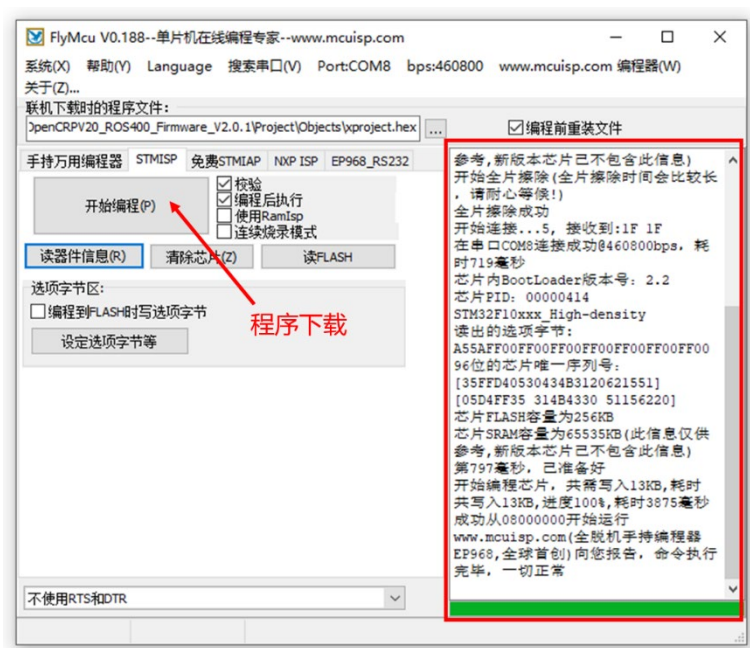 FlyMcu V0.188--单片机在线编程专家--www.mcuisp.com
系统(X) 帮助(Y) Language 搜索串口(V) Port:COM8 bps:460800 www.mcuisp.com 编程器(W)
关于(Z)...
联机下载时的程序文件:
OpenCRPV20_ROS400_Firmware_V2.0.1\Project\Objects\xproject.hex ... 编程前重装文件
手持万用编程器 STMISP 免费STMIAP NXP ISP EP968_RS232
开始编程(P)
校验
编程后执行
使用RamIsp
连续烧录模式
读器件信息(R) 清除芯片(Z) 读FLASH
选项字节区:
编程到FLASH时写选项字节
设定选项字节等
程序下载
不使用RTS和DTR
参考,新版本芯片已不包含此信息)
开始全片擦除(全片擦除时间会比较长
,请耐心等候!)
全片擦除成功
开始连接...5, 接收到:1F 1F
在串口COM8连接成功@460800bps, 耗
时719毫秒
芯片内BootLoader版本号: 2.2
芯片PID: 00000414
STM32F10xxx_High-density
读出的选项字节:
A55AFF00FF00FF00FF00FF00FF00FF00
96位的芯片唯一序列号:
[35FFD40530434B3120621551]
[05D4FF35 314B4330 51156220]
芯片FLASH容量为256KB
芯片SRAM容量为65535KB(此信息仅供
参考,新版本芯片已不包含此信息)
第797毫秒, 已准备好
开始编程芯片, 共需写入13KB,耗时
共写入13KB,进度100%,耗时3875毫秒
成功从08000000开始运行
www.mcuisp.com(全脱机手持编程器
EP968,全球首创)向您报告, 命令执行
完毕, 一切正常